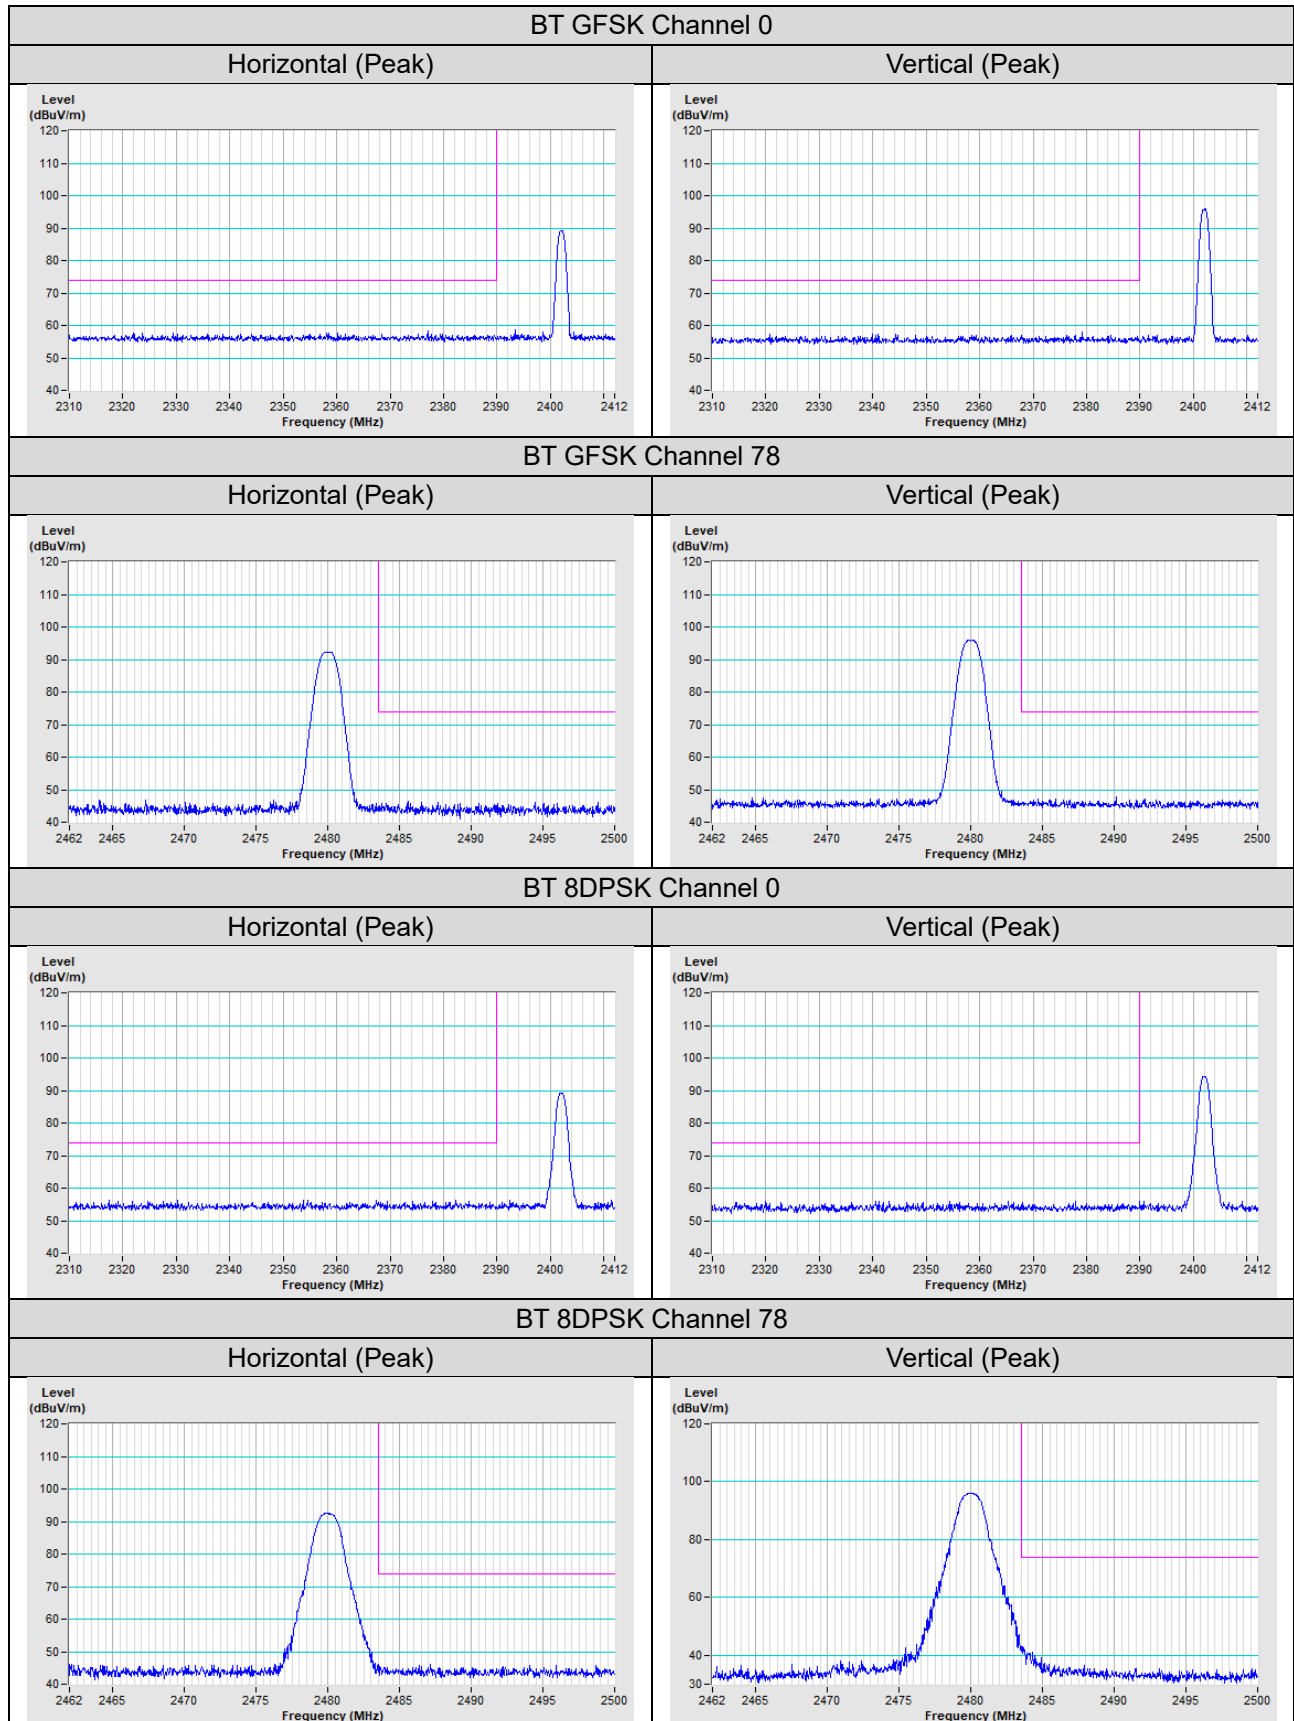 BT GFSK Channel 0
Horizontal (Peak) Vertical (Peak)
Level
(dBuV/m)
120
110
100
90
80
70
60
50
40
2310 2320 2330 2340 2350 2360 2370 2380 2390 2400 2412
Frequency (MHz)
Level
(dBuV/m)
120
110
100
90
80
70
60
50
40
2310 2320 2330 2340 2350 2360 2370 2380 2390 2400 2412
Frequency (MHz)
BT GFSK Channel 78
Horizontal (Peak) Vertical (Peak)
Level
(dBuV/m)
120
110
100
90
80
70
60
50
40
2462 2465 2470 2475 2480 2485 2490 2495 2500
Frequency (MHz)
Level
(dBuV/m)
120
110
100
90
80
70
60
50
40
2462 2465 2470 2475 2480 2485 2490 2495 2500
Frequency (MHz)
BT 8DPSK Channel 0
Horizontal (Peak) Vertical (Peak)
Level
(dBuV/m)
120
110
100
90
80
70
60
50
40
2310 2320 2330 2340 2350 2360 2370 2380 2390 2400 2412
Frequency (MHz)
Level
(dBuV/m)
120
110
100
90
80
70
60
50
40
2310 2320 2330 2340 2350 2360 2370 2380 2390 2400 2412
Frequency (MHz)
BT 8DPSK Channel 78
Horizontal (Peak) Vertical (Peak)
Level
(dBuV/m)
120
110
100
90
80
70
60
50
40
2462 2465 2470 2475 2480 2485 2490 2495 2500
Frequency (MHz)
Level
(dBuV/m)
120
100
80
60
40
30
2462 2465 2470 2475 2480 2485 2490 2495 2500
Frequency (MHz)